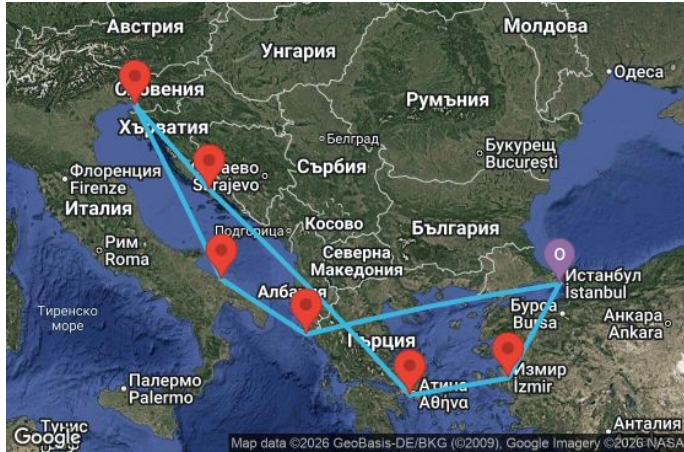 Австрия
Молдова
Унгария
Одеса
Словения
Румъния
Хърватия
Белград
Букурещ
București
Флоренция
Firenze
Сърбия
Sarajevo
Италия
Подгорица
Косово
България
Рим
Roma
Северна
Македония
Истанбул
İstanbul
Албания
Тиренско
море
Бурса
Bursa
Анкара
Ankara
Гърция
Палермо
Palermo
Атина
Αθήνα
Измир
İzmir
Тунис
Анталия
Google
Map data ©2026 GeoBasis-DE/BKG (©2009), Google Imagery ©2026 NASA
O